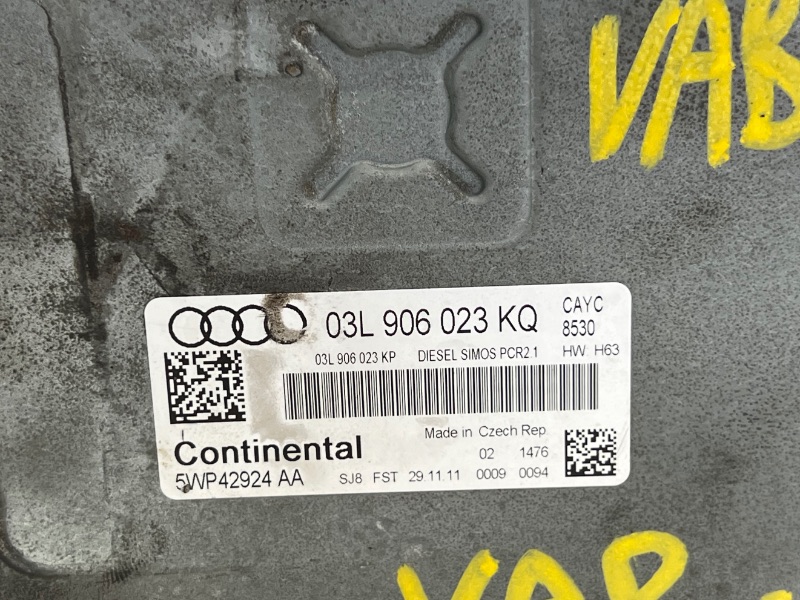 VAB
03L 906 023 KQ
CAYC
8530
03L 906 023 KP DIESEL SIMOS PCR2.1 HW: H63
Continental
Made in Czech Rep.
02 1476
5WP42924 AA SJ8 FST 29.11.11 0009 0094